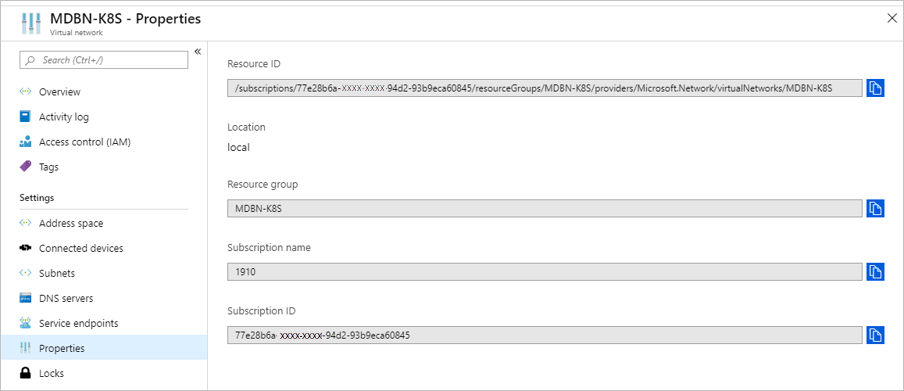 MDBN-K8S - Properties
Virtual network
Search (Ctrl+/)
«
Overview
Activity log
Access control (IAM)
Tags
Settings
Address space
Connected devices
Subnets
DNS servers
Service endpoints
Properties
Locks
Resource ID
/subscriptions/77e28b6a-xxxx-xxxx-94d2-93b9eca60845/resourceGroups/MDBN-K8S/providers/Microsoft.Network/virtualNetworks/MDBN-K8S
Location
local
Resource group
MDBN-K8S
Subscription name
1910
Subscription ID
77e28b6a-xxxx-xxxx-94d2-93b9eca60845